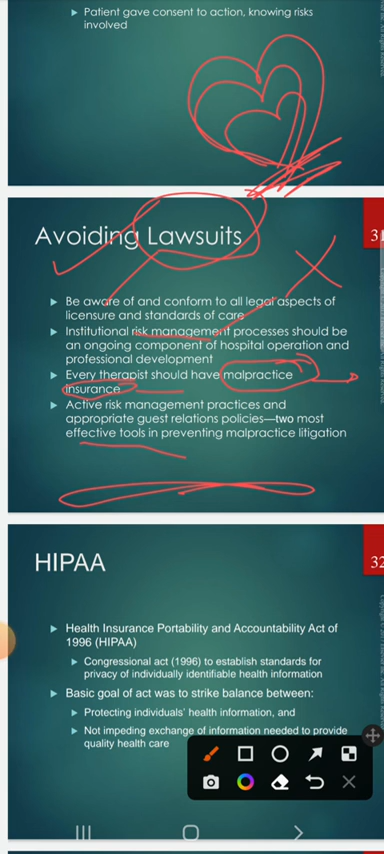 Patient gave consent to action, knowing risks
involved
Avoiding Lawsuits
31
Be aware of and conform to all legal aspects of
licensure and standards of care
Institutional risk management processes should be
an ongoing component of hospital operation and
professional development
Every therapist should have malpractice
insurance
Active risk management practices and
appropriate guest relations policies—two most
effective tools in preventing malpractice litigation
HIPAA
32
Health Insurance Portability and Accountability Act of
1996 (HIPAA)
Congressional act (1996) to establish standards for
privacy of individually identifiable health information
Basic goal of act was to strike balance between:
Protecting individuals' health information, and
Not impeding exchange of information needed to provide
quality health care